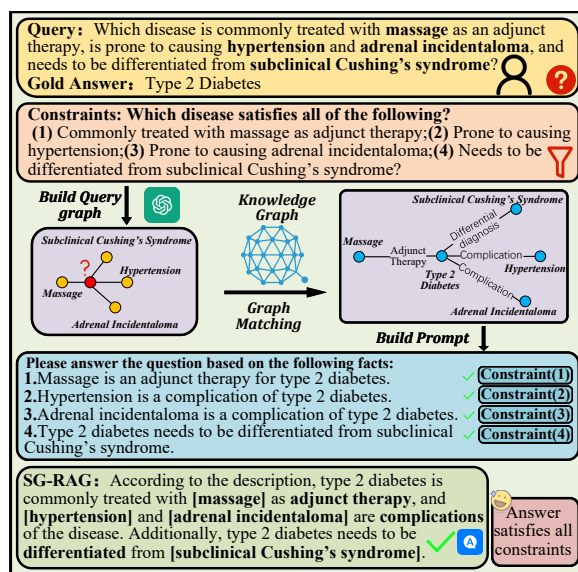 Query: Which disease is commonly treated with massage as an adjunct
therapy, is prone to causing hypertension and adrenal incidentaloma, and
needs to be differentiated from subclinical Cushing's syndrome?
Gold Answer: Type 2 Diabetes
?
Constraints: Which disease satisfies all of the following?
(1) Commonly treated with massage as adjunct therapy;(2) Prone to causing
hypertension;(3) Prone to causing adrenal incidentaloma;(4) Needs to be
differentiated from subclinical Cushing's syndrome?
Build Query
graph
Subclinical Cushing's Syndrome
?
Hypertension
Massage
Adrenal Incidentaloma
Knowledge
Graph
Graph
Matching
Subclinical Cushing's Syndrome
Differential
diagnosis
Massage
Adjunct
Therapy
Complication
Type 2
Diabetes
Hypertension
Complication
Adrenal Incidentaloma
Build Prompt
Please answer the question based on the following facts:
1.Massage is an adjunct therapy for type 2 diabetes.
Constraint(1)
2.Hypertension is a complication of type 2 diabetes.
Constraint(2)
3.Adrenal incidentaloma is a complication of type 2 diabetes.
Constraint(3)
4.Type 2 diabetes needs to be differentiated from subclinical
Constraint(4)
Cushing's syndrome.
SG-RAG: According to the description, type 2 diabetes is
commonly treated with [massage] as adjunct therapy, and
[hypertension] and [adrenal incidentaloma] are complications
of the disease. Additionally, type 2 diabetes needs to be
differentiated from [subclinical Cushing's syndrome].
A
Answer
satisfies all
constraints